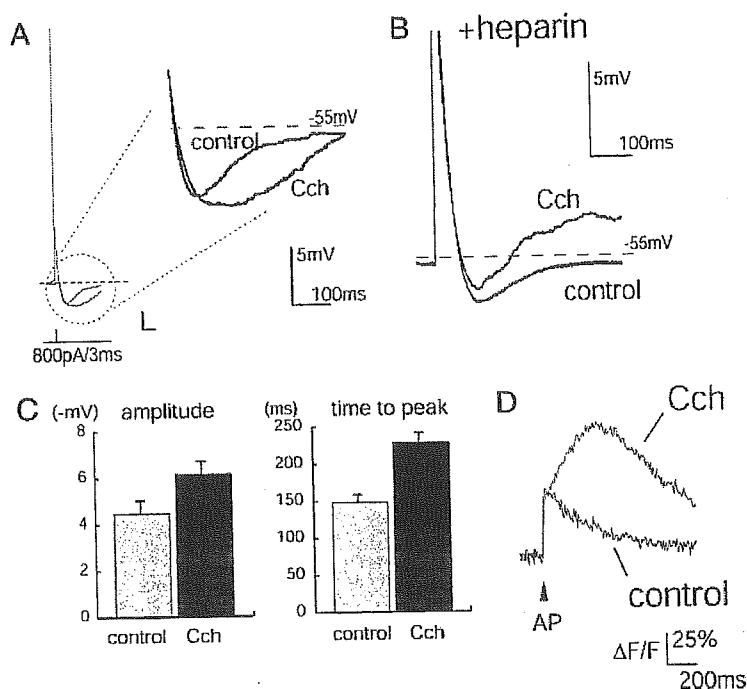 A
-55mV
control
Cch
5mV
100ms
800pA/3ms
B
+heparin
5mV
100ms
Cch
-55mV
control
C
(-mV) amplitude
8
6
4
2
0
control Cch
(ms) time to peak
250
200
150
100
50
0
control Cch
D
Cch
control
AP
ΔF/F 25%
200ms